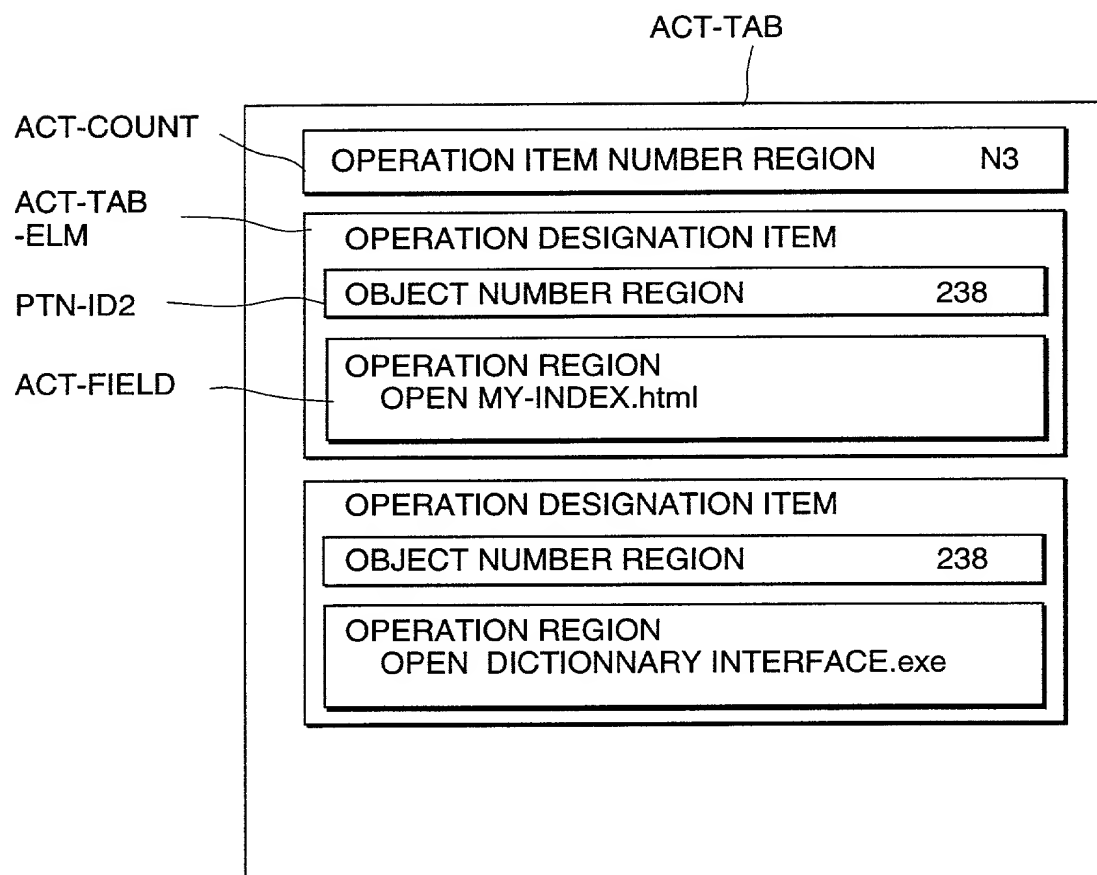 ACT-TAB
ACT-COUNT
OPERATION ITEM NUMBER REGION N3
ACT-TAB
-ELM
OPERATION DESIGNATION ITEM
PTN-ID2
OBJECT NUMBER REGION 238
ACT-FIELD
OPERATION REGION
OPEN MY-INDEX.html
OPERATION DESIGNATION ITEM
OBJECT NUMBER REGION 238
OPERATION REGION
OPEN DICTIONNARY INTERFACE.exe